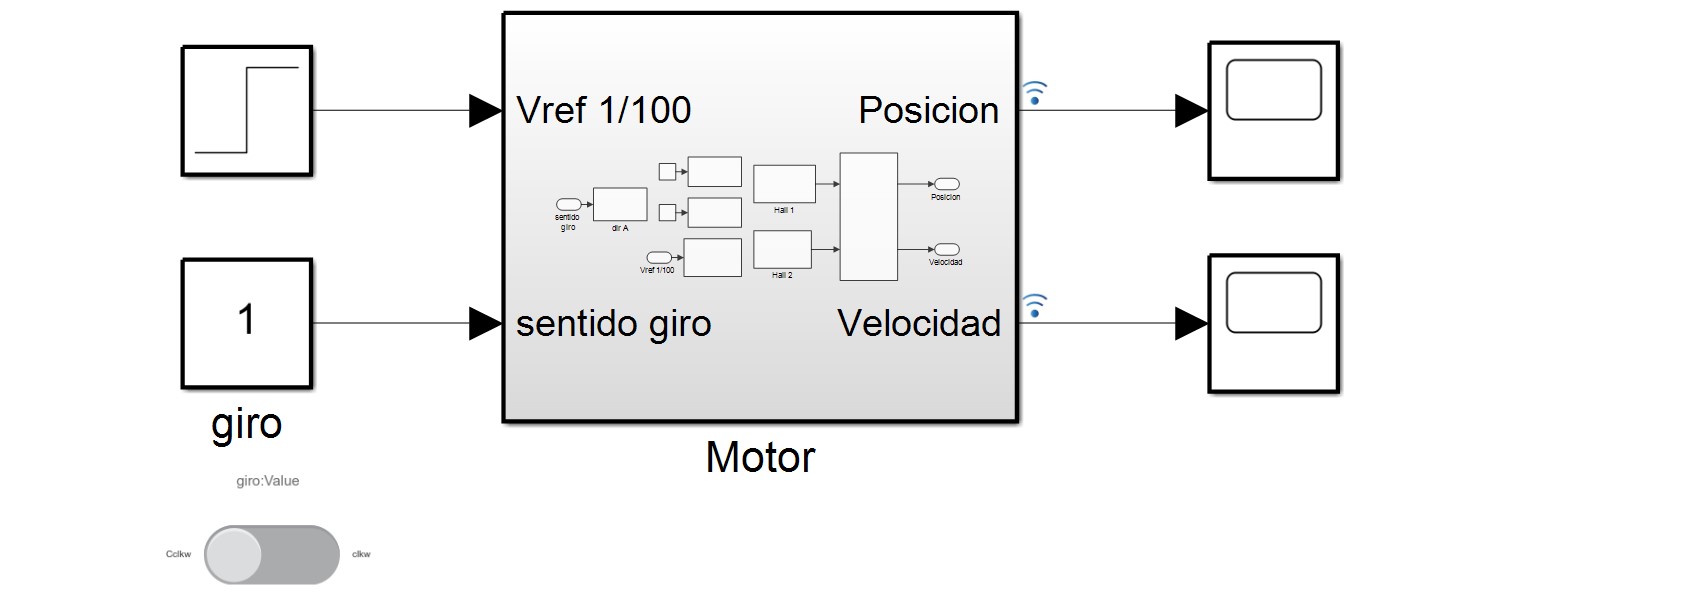 Vref 1/100
Posicion
sentido
giro
dir A
Vref 1/100
Hall 1
Hall 2
Posicion
Velocidad
1
sentido giro
Velocidad
giro
Motor
giro:Value
Cclkw
clkw